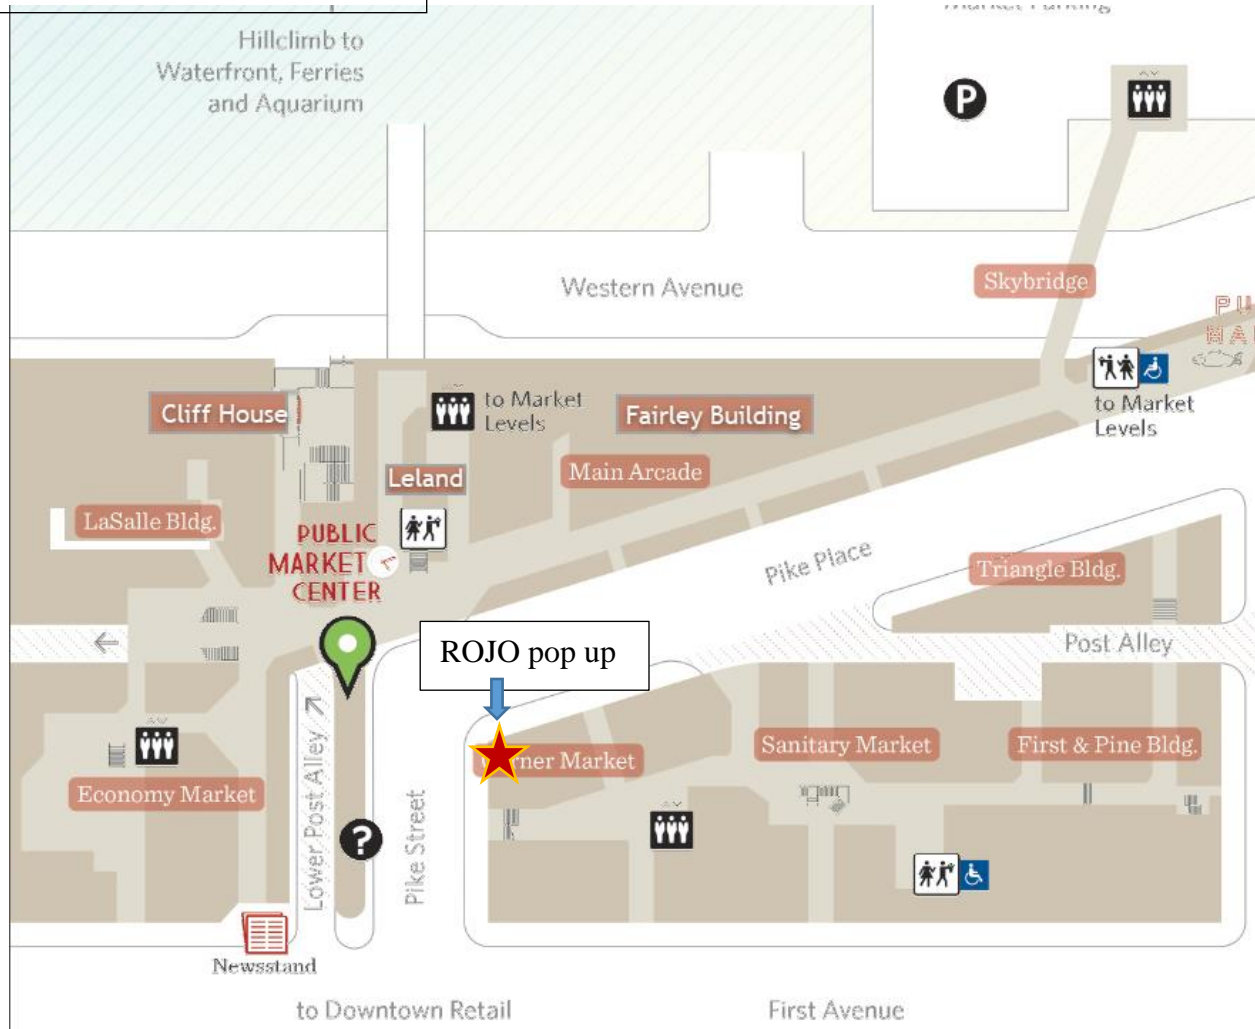 Market Parking
Hillclimb to
Waterfront, Ferries
and Aquarium
P
Western Avenue
Skybridge
to Market
Levels
Cliff House
to Market
Levels
Fairley Building
Leland
Main Arcade
LaSalle Bldg.
PUBLIC
MARKET
CENTER
Pike Place
Triangle Bldg.
Post Alley
ROJO pop up
Economy Market
Lower Post Alley
?
Pike Street
Market
Sanitary Market
First & Pine Bldg.
Newsstand
to Downtown Retail
First Avenue